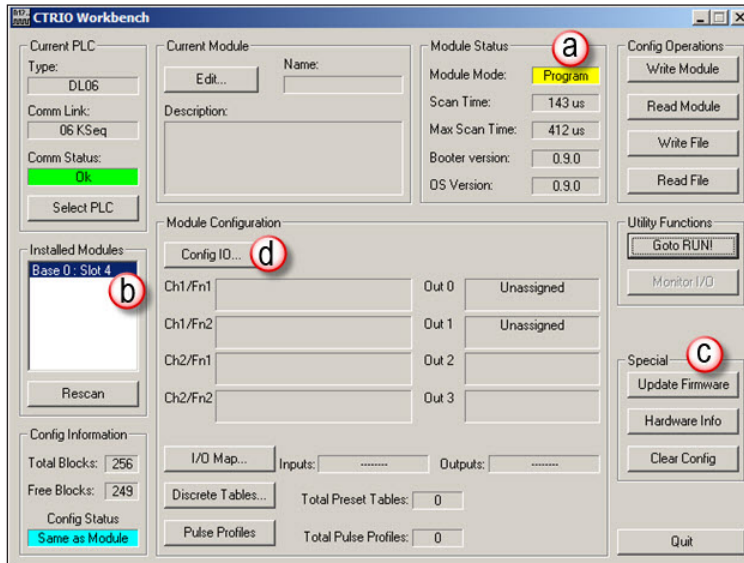 CTRIO Workbench
Current PLC
Type:
DL06
Comm Link:
06 KSeq
Comm Status:
Ok
Select PLC
Current Module
Edit...
Name:
Description:
Module Status
a
Module Mode: Program
Scan Time: 143 us
Max Scan Time: 412 us
Booter version: 0.9.0
OS Version: 0.9.0
Config Operations
Write Module
Read Module
Write File
Read File
Installed Modules
Base 0 : Slot 4
b
Rescan
Module Configuration
Config IO...
d
Ch1/Fn1
Out 0 Unassigned
Ch1/Fn2
Out 1 Unassigned
Ch2/Fn1
Out 2
Ch2/Fn2
Out 3
I/O Map...
Inputs: -------
Outputs: -------
Discrete Tables...
Total Preset Tables: 0
Pulse Profiles
Total Pulse Profiles: 0
Utility Functions
Goto RUN!
Monitor I/O
Special
c
Update Firmware
Hardware Info
Clear Config
Config Information
Total Blocks: 256
Free Blocks: 249
Config Status
Same as Module
Quit